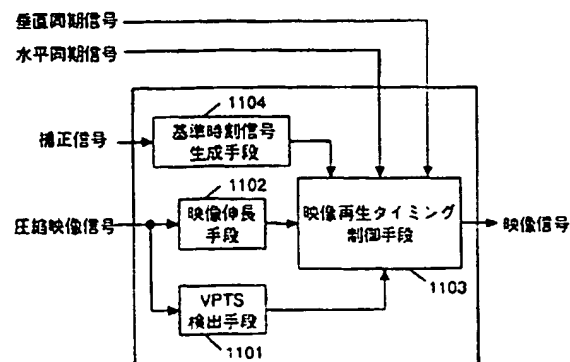 垂直同期信号
水平同期信号
1104
補正信号
基準時刻信号
生成手段
1102
圧縮映像信号
映像伸長
手段
映像再生タイミング
制御手段
映像信号
1103
VPTS
検出手段
1101